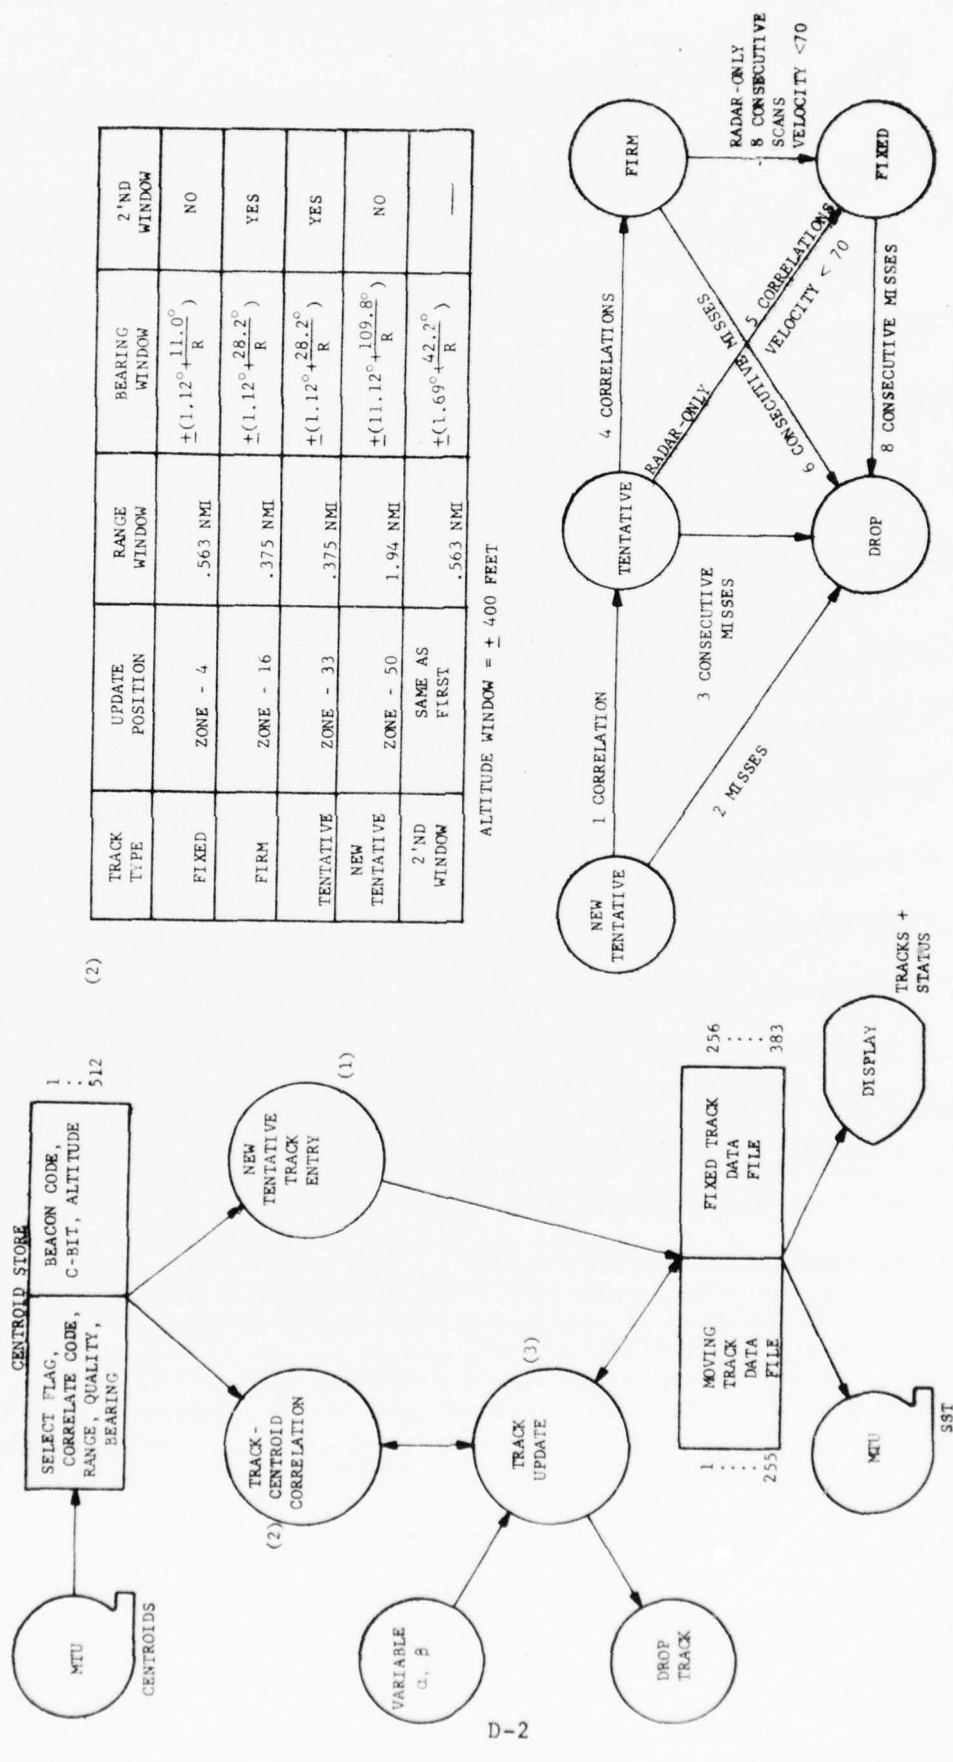 CENTROID STORE
MTU
CENTROIDS
SELECT FLAG,
CORRELATE CODE,
RANGE, QUALITY,
BEARING
BEACON CODE,
C-BIT, ALTITUDE
1
:
512
TRACK-
CENTROID
CORRELATION
(2)
NEW
TENTATIVE
TRACK
ENTRY
(1)
VARIABLE
α, β
TRACK
UPDATE
(3)
DROP
TRACK
1
:
:
255
MOVING
TRACK
DATA
FILE
FIXED TRACK
DATA
FILE
256
:
:
383
MTU
SST
DISPLAY
TRACKS +
STATUS
(2)
TRACK TYPE | UPDATE POSITION | RANGE WINDOW | BEARING WINDOW | 2'ND WINDOW
FIXED | ZONE - 4 | .563 NMI | ±(1.12°+11.0°/R) | NO
FIRM | ZONE - 16 | .375 NMI | ±(1.12°+28.2°/R) | YES
TENTATIVE | ZONE - 33 | .375 NMI | ±(1.12°+28.2°/R) | YES
NEW TENTATIVE | ZONE - 50 | 1.94 NMI | ±(11.12°+109.8°/R) | NO
2'ND WINDOW | SAME AS FIRST | .563 NMI | ±(1.69°+42.2°/R) | —
ALTITUDE WINDOW = ± 400 FEET
NEW
TENTATIVE
1 CORRELATION
2 MISSES
TENTATIVE
3 CONSECUTIVE
MISSES
4 CORRELATIONS
RADAR-ONLY 5 CORRELATIONS
VELOCITY < 70
6 CONSECUTIVE MISSES
FIRM
RADAR-ONLY
8 CONSECUTIVE
SCANS
VELOCITY <70
FIXED
8 CONSECUTIVE MISSES
DROP
D-2